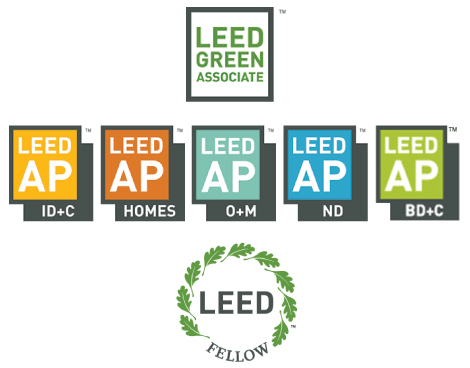 LEED
GREEN
ASSOCIATE
™
LEED
AP
ID+C
™
LEED
AP
HOMES
™
LEED
AP
O+M
™
LEED
AP
ND
™
LEED
AP
BD+C
™
LEED
FELLOW
™